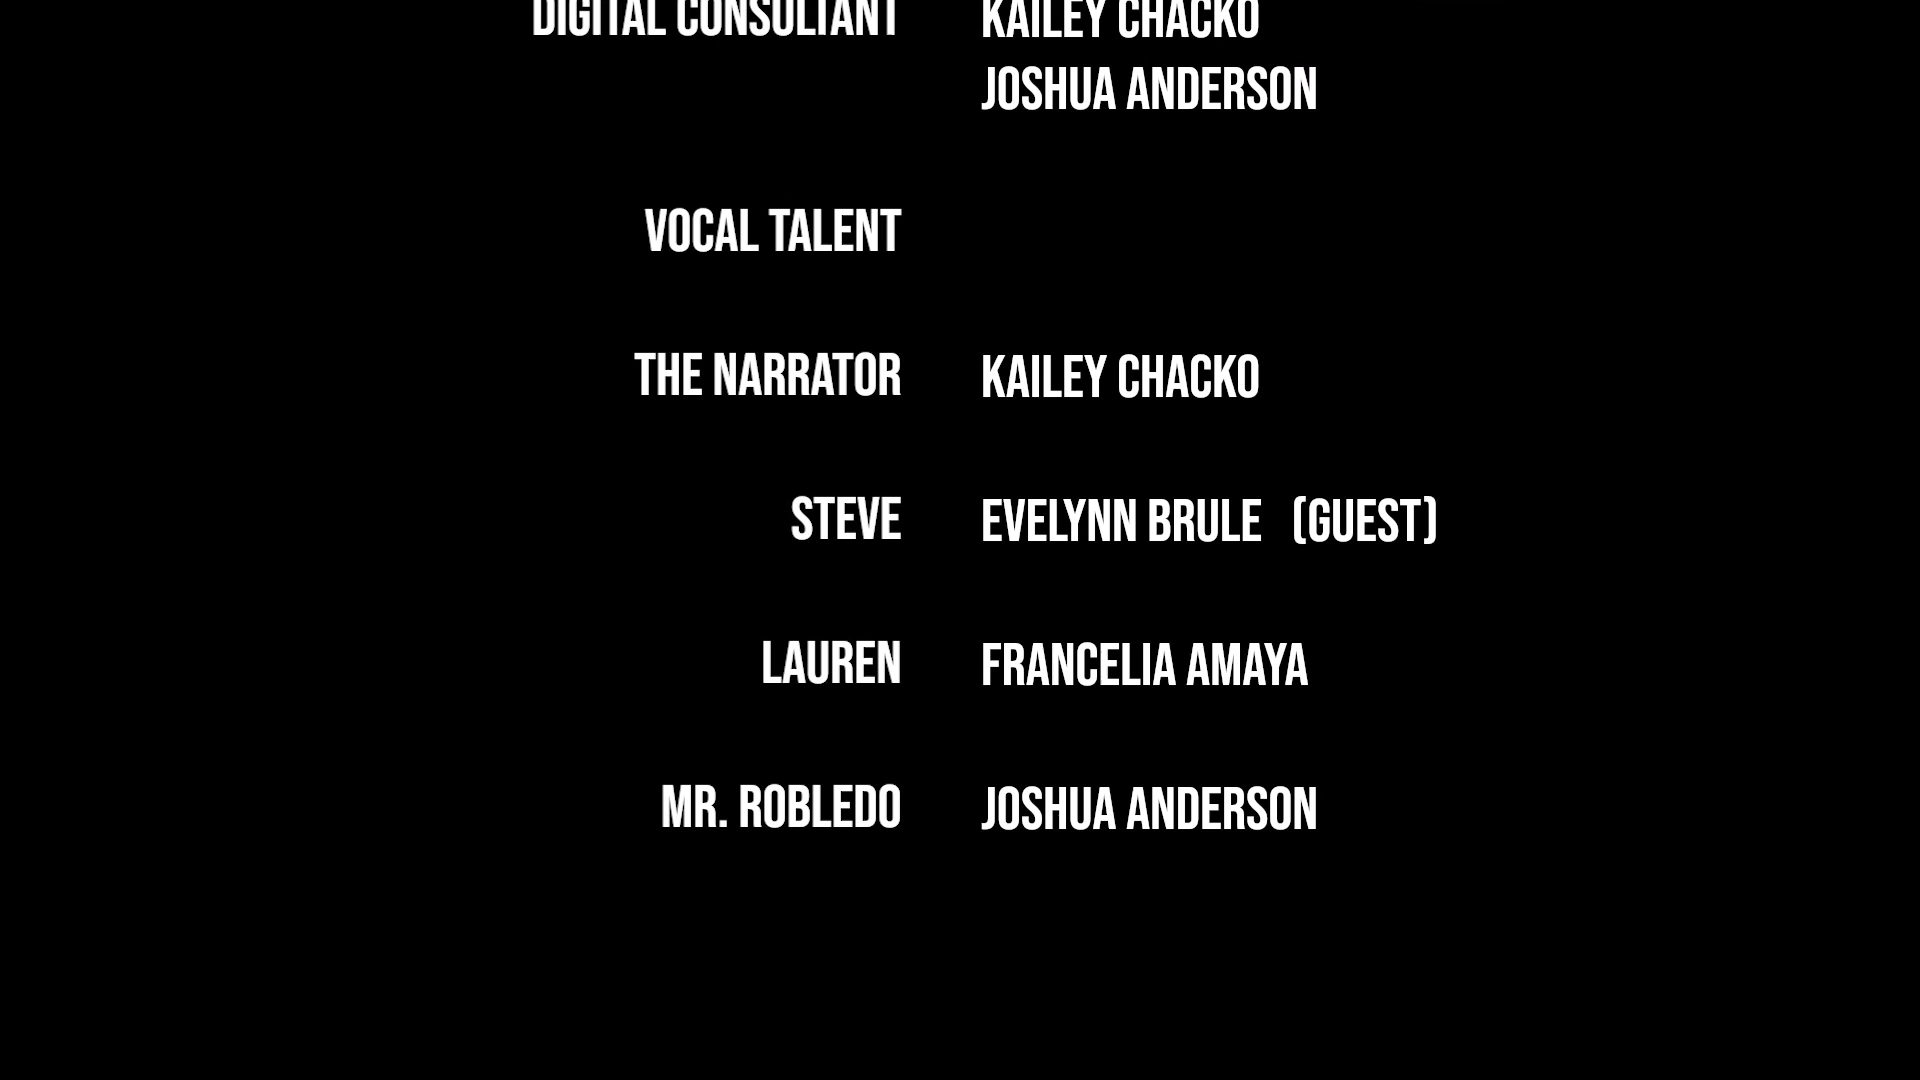 DIGITAL CONSULTANT KAILEY CHACKO
JOSHUA ANDERSON
VOCAL TALENT
THE NARRATOR KAILEY CHACKO
STEVE EVELYNN BRULE (GUEST)
LAUREN FRANCELIA AMAYA
MR. ROBLEDO JOSHUA ANDERSON